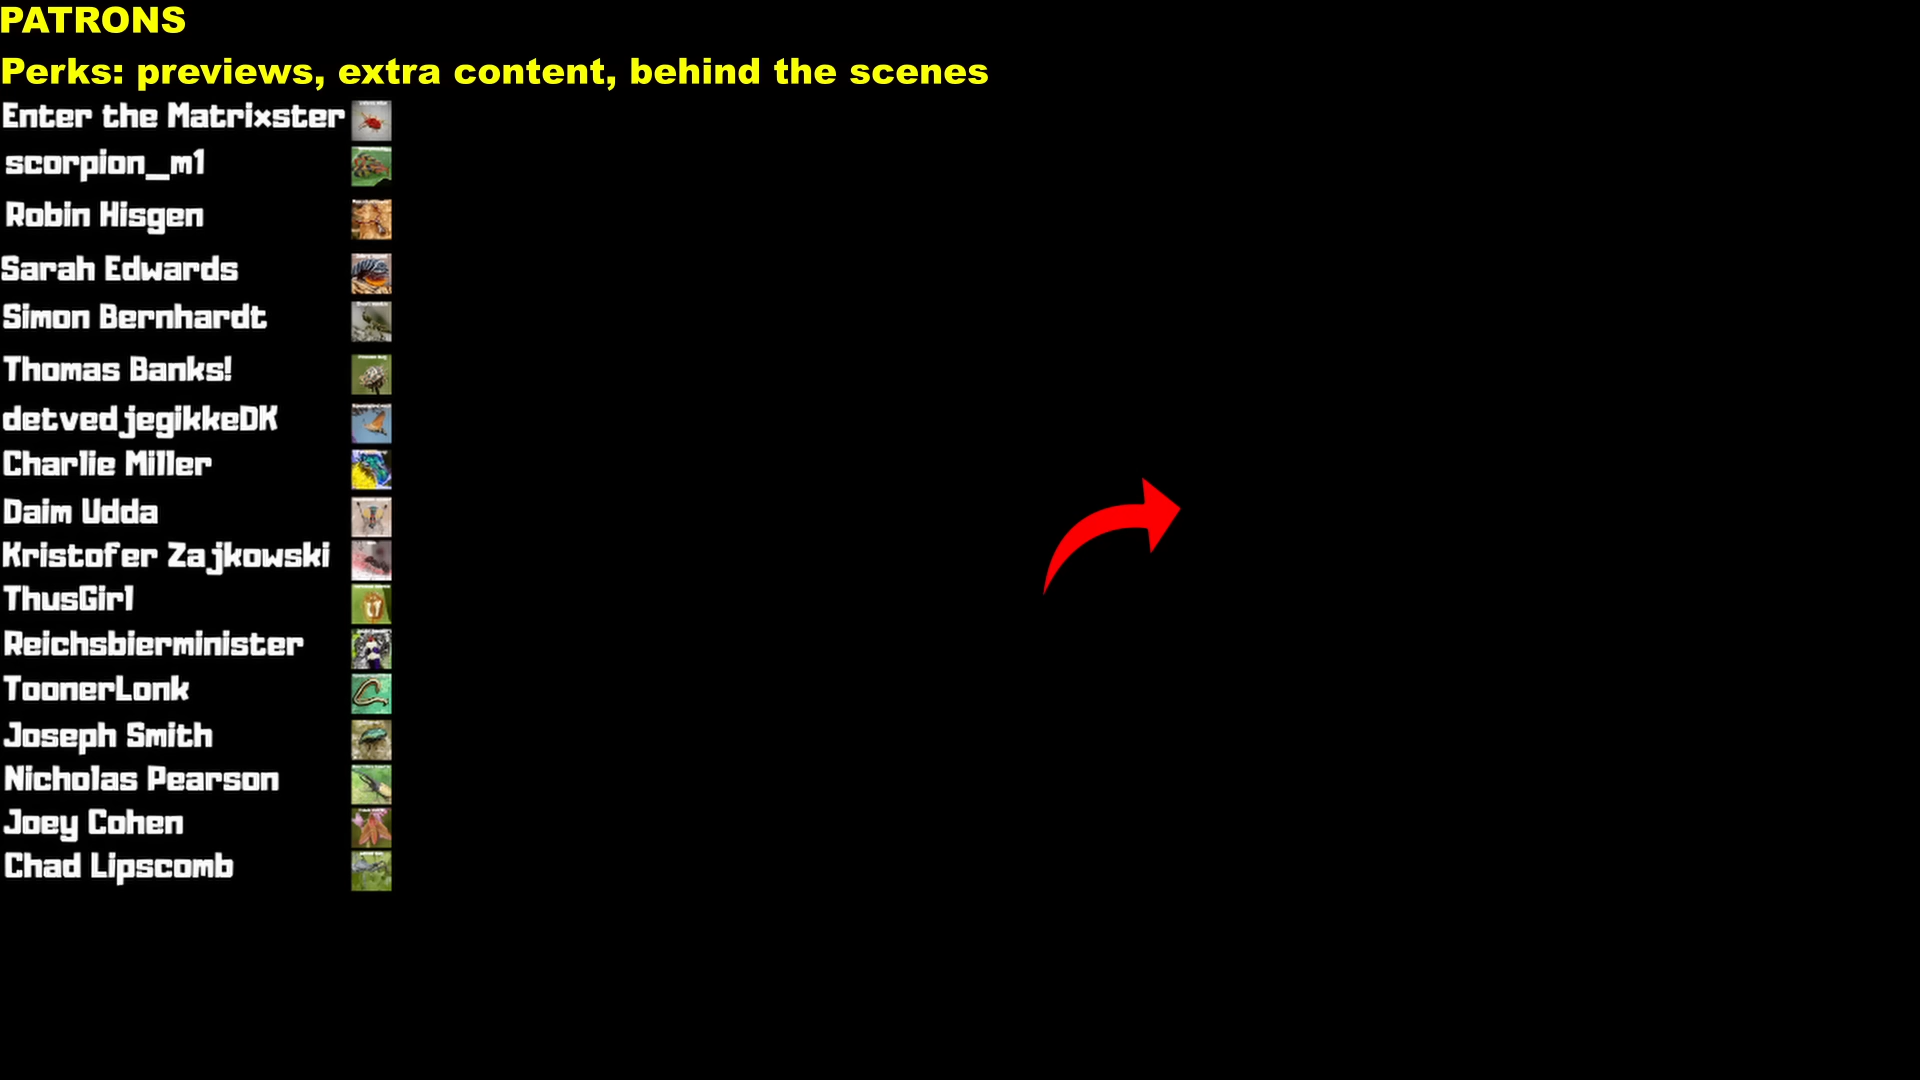 PATRONS
Perks: previews, extra content, behind the scenes
Enter the Matrixster
scorpion_m1
Robin Hisgen
Sarah Edwards
Simon Bernhardt
Thomas Banks!
detvedjegikkeDK
Charlie Miller
Daim Udda
Kristofer Zajkowski
ThusGirl
Reichsbierminister
ToonerLonk
Joseph Smith
Nicholas Pearson
Joey Cohen
Chad Lipscomb